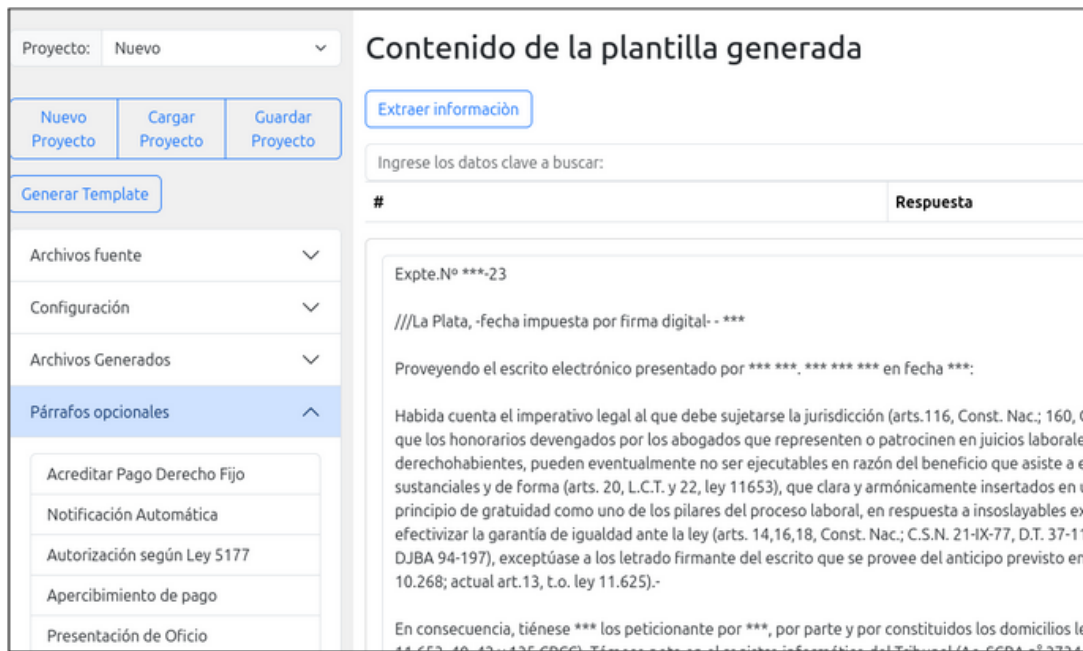 Proyecto: Nuevo
Nuevo Proyecto
Cargar Proyecto
Guardar Proyecto
Generar Template
Archivos fuente
Configuración
Archivos Generados
Párrafos opcionales
Acreditar Pago Derecho Fijo
Notificación Automática
Autorización según Ley 5177
Apercibimiento de pago
Presentación de Oficio
Contenido de la plantilla generada
Extraer informaciòn
Ingrese los datos clave a buscar:
# Respuesta
Expte.Nº ***-23
///La Plata, -fecha impuesta por firma digital- - ***
Proveyendo el escrito electrónico presentado por *** ***. *** *** *** en fecha ***:
Habida cuenta el imperativo legal al que debe sujetarse la jurisdicción (arts.116, Const. Nac.; 160,
que los honorarios devengados por los abogados que representen o patrocinen en juicios
derechohabientes, pueden eventualmente no ser ejecutables en razón del beneficio que asiste a
sustanciales y de forma (arts. 20, L.C.T. y 22, ley 11653), que clara y armónicamente insertados en
principio de gratuidad como uno de los pilares del proceso laboral, en respuesta a insoslayables
efectivizar la garantía de igualdad ante la ley (arts. 14,16,18, Const. Nac.; C.S.N. 21-IX-77, D.T. 37-11
DJBA 94-197), exceptúase a los letrado firmante del escrito que se provee del anticipo previsto en
10.268; actual art.13, t.o. ley 11.625).-
En consecuencia, tiénese *** los peticionante por ***, por parte y por constituidos los domicilios